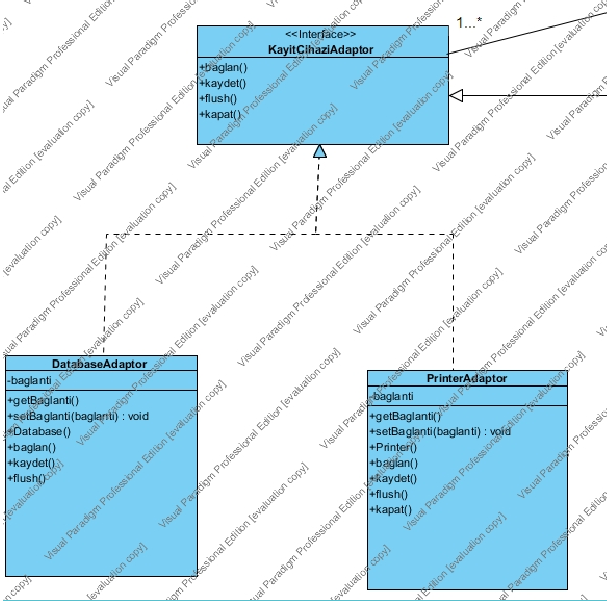 1...*
<<Interface>>
KayitCihaziAdaptor
+baglan()
+kaydet()
+flush()
+kapat()
DatabaseAdaptor
-baglanti
+getBaglanti()
+setBaglanti(baglanti) : void
+Database()
+baglan()
+kaydet()
+flush()
PrinterAdaptor
-baglanti
+getBaglanti()
+setBaglanti(baglanti) : void
+Printer()
+baglan()
+kaydet()
+flush()
+kapat()
Visual Paradigm Professional Edition [evaluation copy]